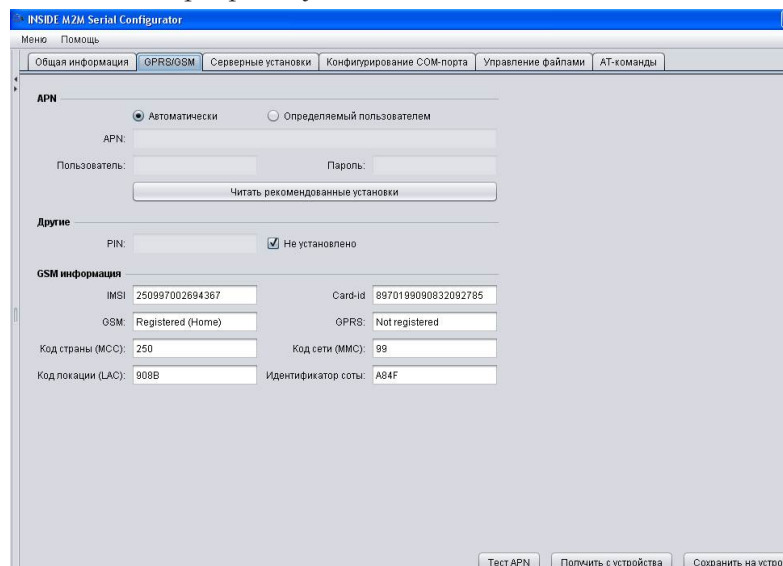 INSIDE M2M Serial Configurator
Меню Помощь
Общая информация GPRS/GSM Серверные установки Конфигурирование COM-порта Управление файлами AT-команды
APN
Автоматически Определяемый пользователем
APN:
Пользователь: Пароль:
Читать рекомендованные установки
Другие
PIN: Не установлено
GSM информация
IMSI 250997002694367 Card-id 8970199090832092785
GSM: Registered (Home) GPRS: Not registered
Код страны (MCC): 250 Код сети (MMC): 99
Код локации (LAC): 908B Идентификатор соты: A84F
Тест APN Получить с устройства Сохранить на устро